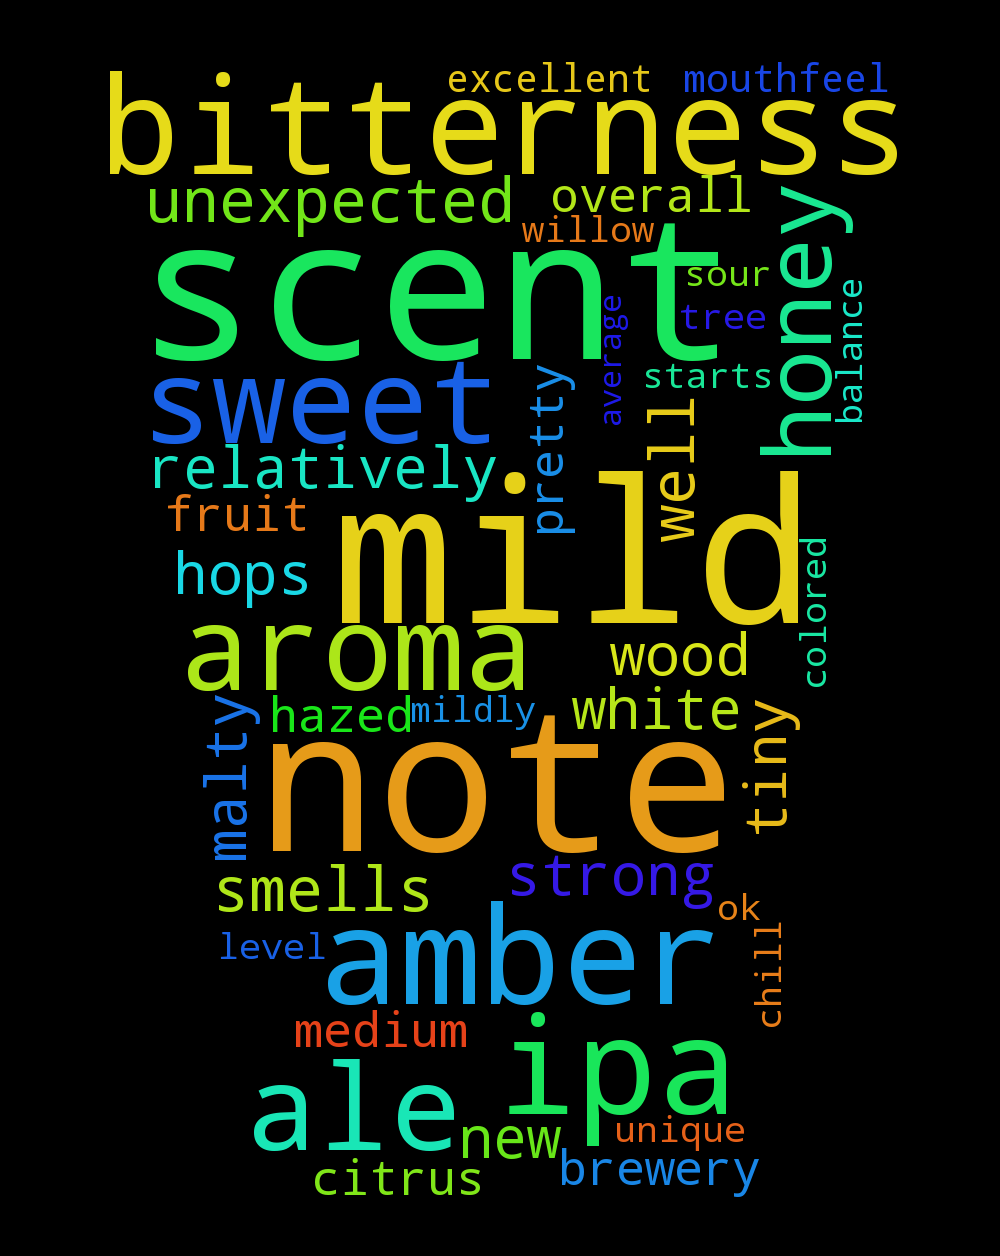 excellent
mouthfeel
bitterness
unexpected
overall
willow
scent
honey
sour
balance
average
tree
sweet
pretty
starts
well
relatively
mild
fruit
hops
colored
aroma
wood
white
hazed
mildly
malty
note
tiny
smells
strong
ok
amber
level
chill
medium
ipa
ale
new
unique
citrus
brewery